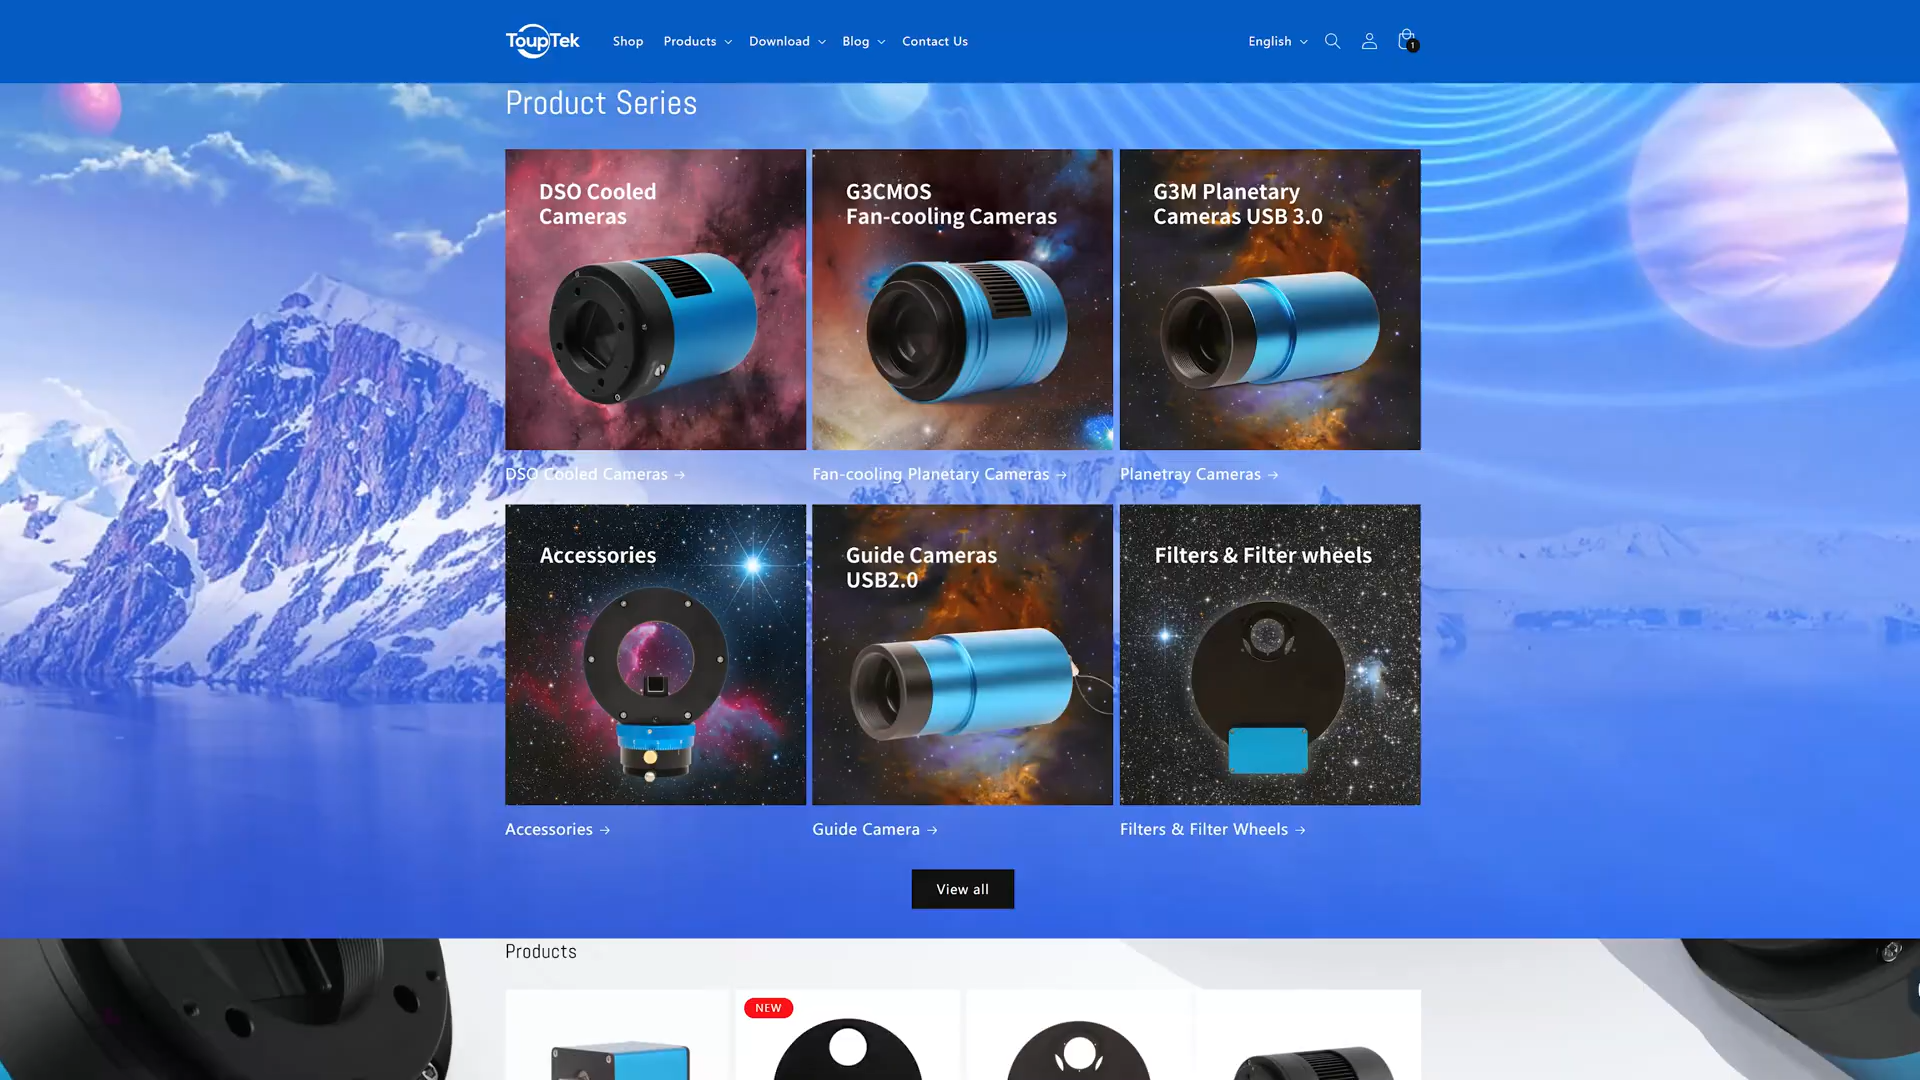 ToupTek
Shop
Products
Download
Blog
Contact Us
English
1
Product Series
DSO Cooled
Cameras
G3CMOS
Fan-cooling Cameras
G3M Planetary
Cameras USB 3.0
DSO Cooled Cameras →
Fan-cooling Planetary Cameras →
Planetray Cameras →
Accessories
Guide Cameras
USB2.0
Filters & Filter wheels
Accessories →
Guide Camera →
Filters & Filter Wheels →
View all
Products
NEW